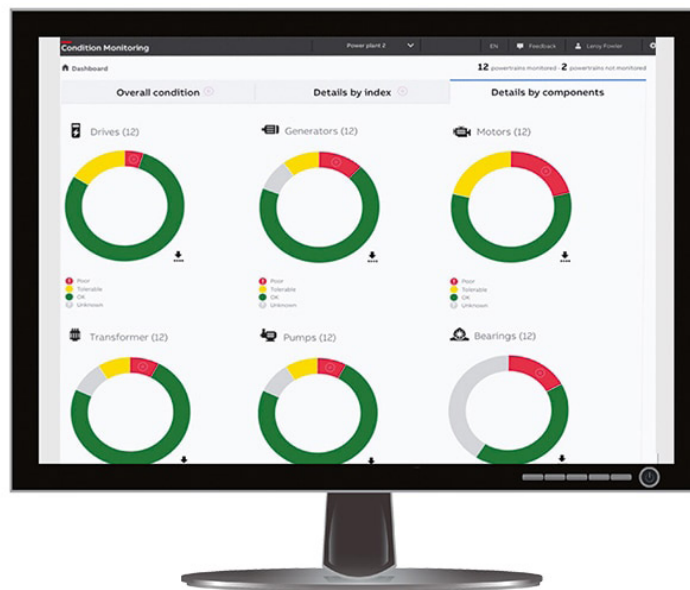 Condition Monitoring
Power plant 2
EN
Feedback
Leroy Powter
Dashboard
12 powertrains monitored - 2 powertrains not monitored
Overall condition
Details by index
Details by components
Drives (12)
Generators (12)
Motors (12)
Poor
Tolerable
OK
Unknown
Poor
Tolerable
OK
Unknown
Poor
Tolerable
OK
Unknown
Transformer (12)
Pumps (12)
Bearings (12)